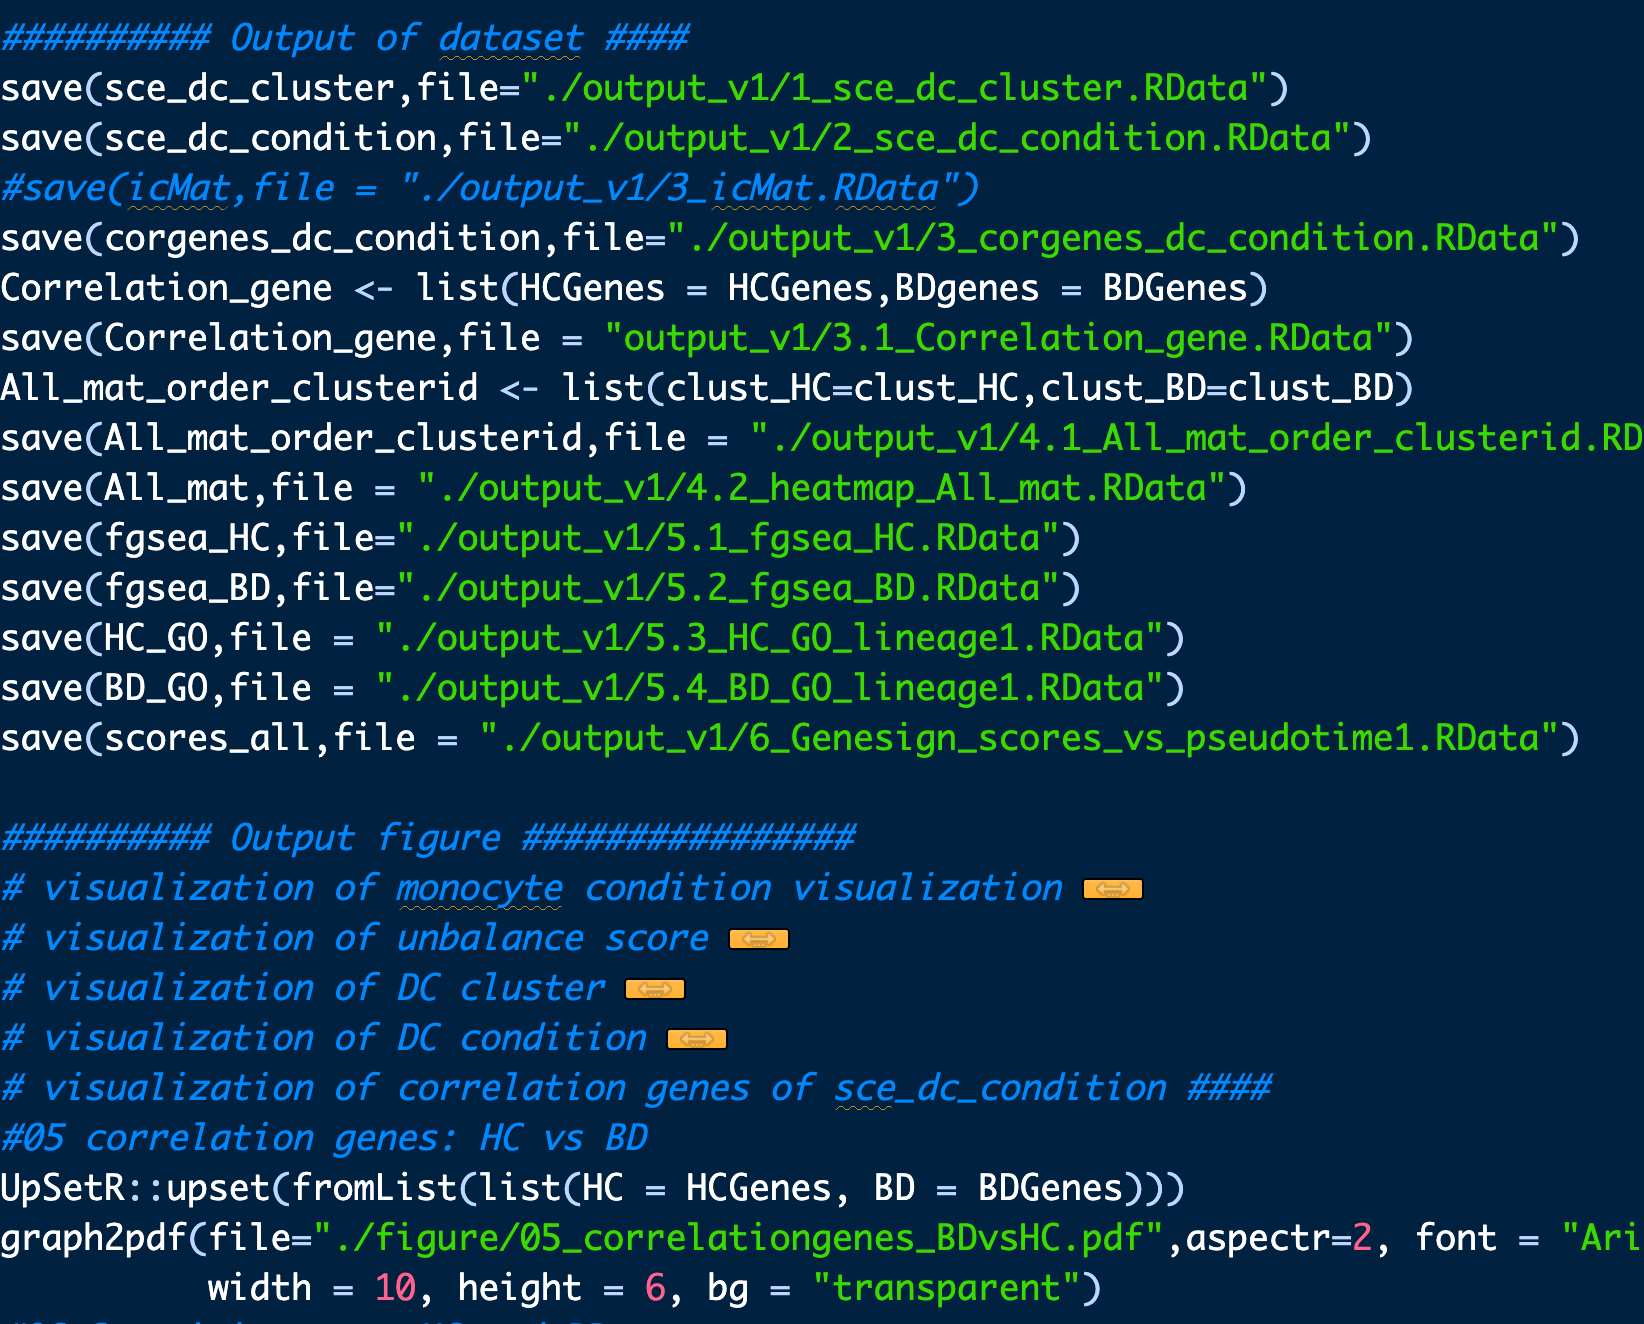 ########## Output of dataset ####
save(sce_dc_cluster,file="./output_v1/1_sce_dc_cluster.RData")
save(sce_dc_condition,file="./output_v1/2_sce_dc_condition.RData")
#save(icMat,file = "./output_v1/3_icMat.RData")
save(corgenes_dc_condition,file="./output_v1/3_corgenes_dc_condition.RData")
Correlation_gene <- list(HCGenes = HCGenes,BDgenes = BDGenes)
save(Correlation_gene,file = "output_v1/3.1_Correlation_gene.RData")
All_mat_order_clusterid <- list(clust_HC=clust_HC,clust_BD=clust_BD)
save(All_mat_order_clusterid,file = "./output_v1/4.1_All_mat_order_clusterid.RD
save(All_mat,file = "./output_v1/4.2_heatmap_All_mat.RData")
save(fgsea_HC,file="./output_v1/5.1_fgsea_HC.RData")
save(fgsea_BD,file="./output_v1/5.2_fgsea_BD.RData")
save(HC_GO,file = "./output_v1/5.3_HC_GO_lineage1.RData")
save(BD_GO,file = "./output_v1/5.4_BD_GO_lineage1.RData")
save(scores_all,file = "./output_v1/6_Genesign_scores_vs_pseudotime1.RData")
########## Output figure ################
# visualization of monocyte condition visualization
# visualization of unbalance score
# visualization of DC cluster
# visualization of DC condition
# visualization of correlation genes of sce_dc_condition ####
#05 correlation genes: HC vs BD
UpSetR::upset(fromList(list(HC = HCGenes, BD = BDGenes)))
graph2pdf(file="./figure/05_correlationgenes_BDvsHC.pdf",aspectr=2, font = "Ari
width = 10, height = 6, bg = "transparent")